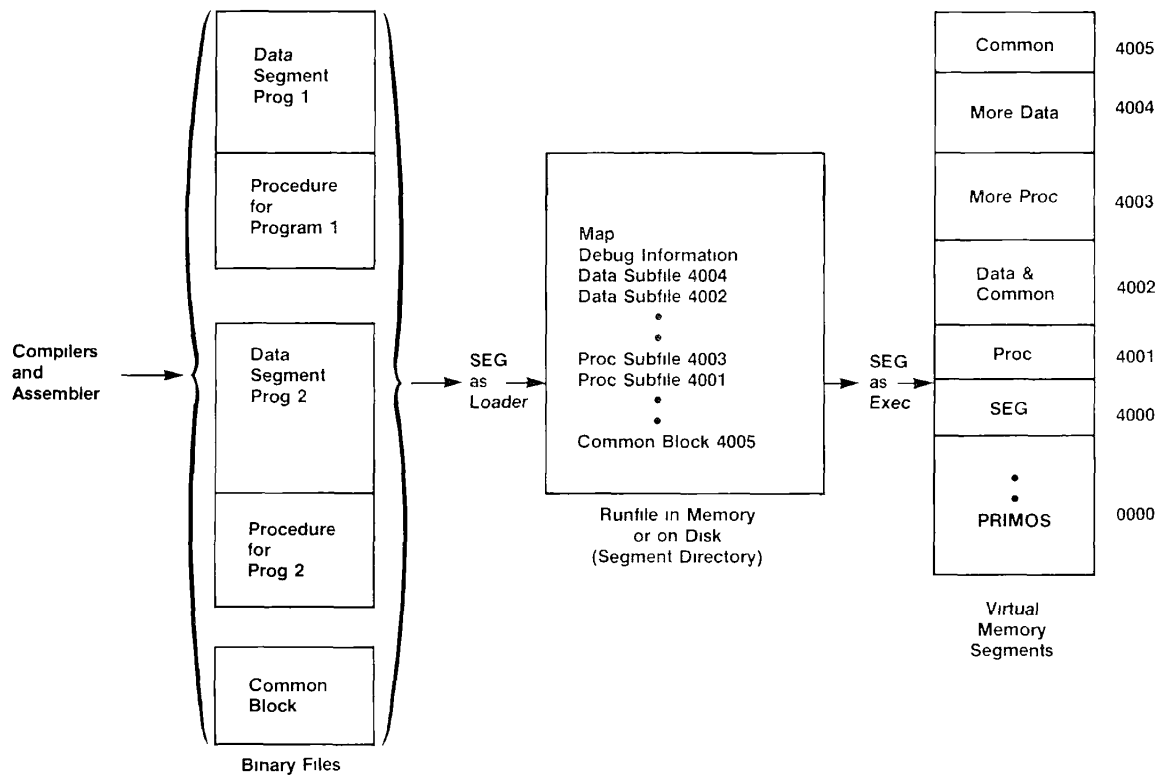 Compilers
and
Assembler
Data
Segment
Prog 1
Procedure
for
Program 1
Data
Segment
Prog 2
Procedure
for
Prog 2
Common
Block
Binary Files
SEG
as
Loader
Map
Debug Information
Data Subfile 4004
Data Subfile 4002
•
•
Proc Subfile 4003
Proc Subfile 4001
•
•
Common Block 4005
Runfile in Memory
or on Disk
(Segment Directory)
SEG
as
Exec
Common 4005
More Data 4004
More Proc 4003
Data &
Common 4002
Proc 4001
SEG 4000
•
•
PRIMOS 0000
Virtual
Memory
Segments